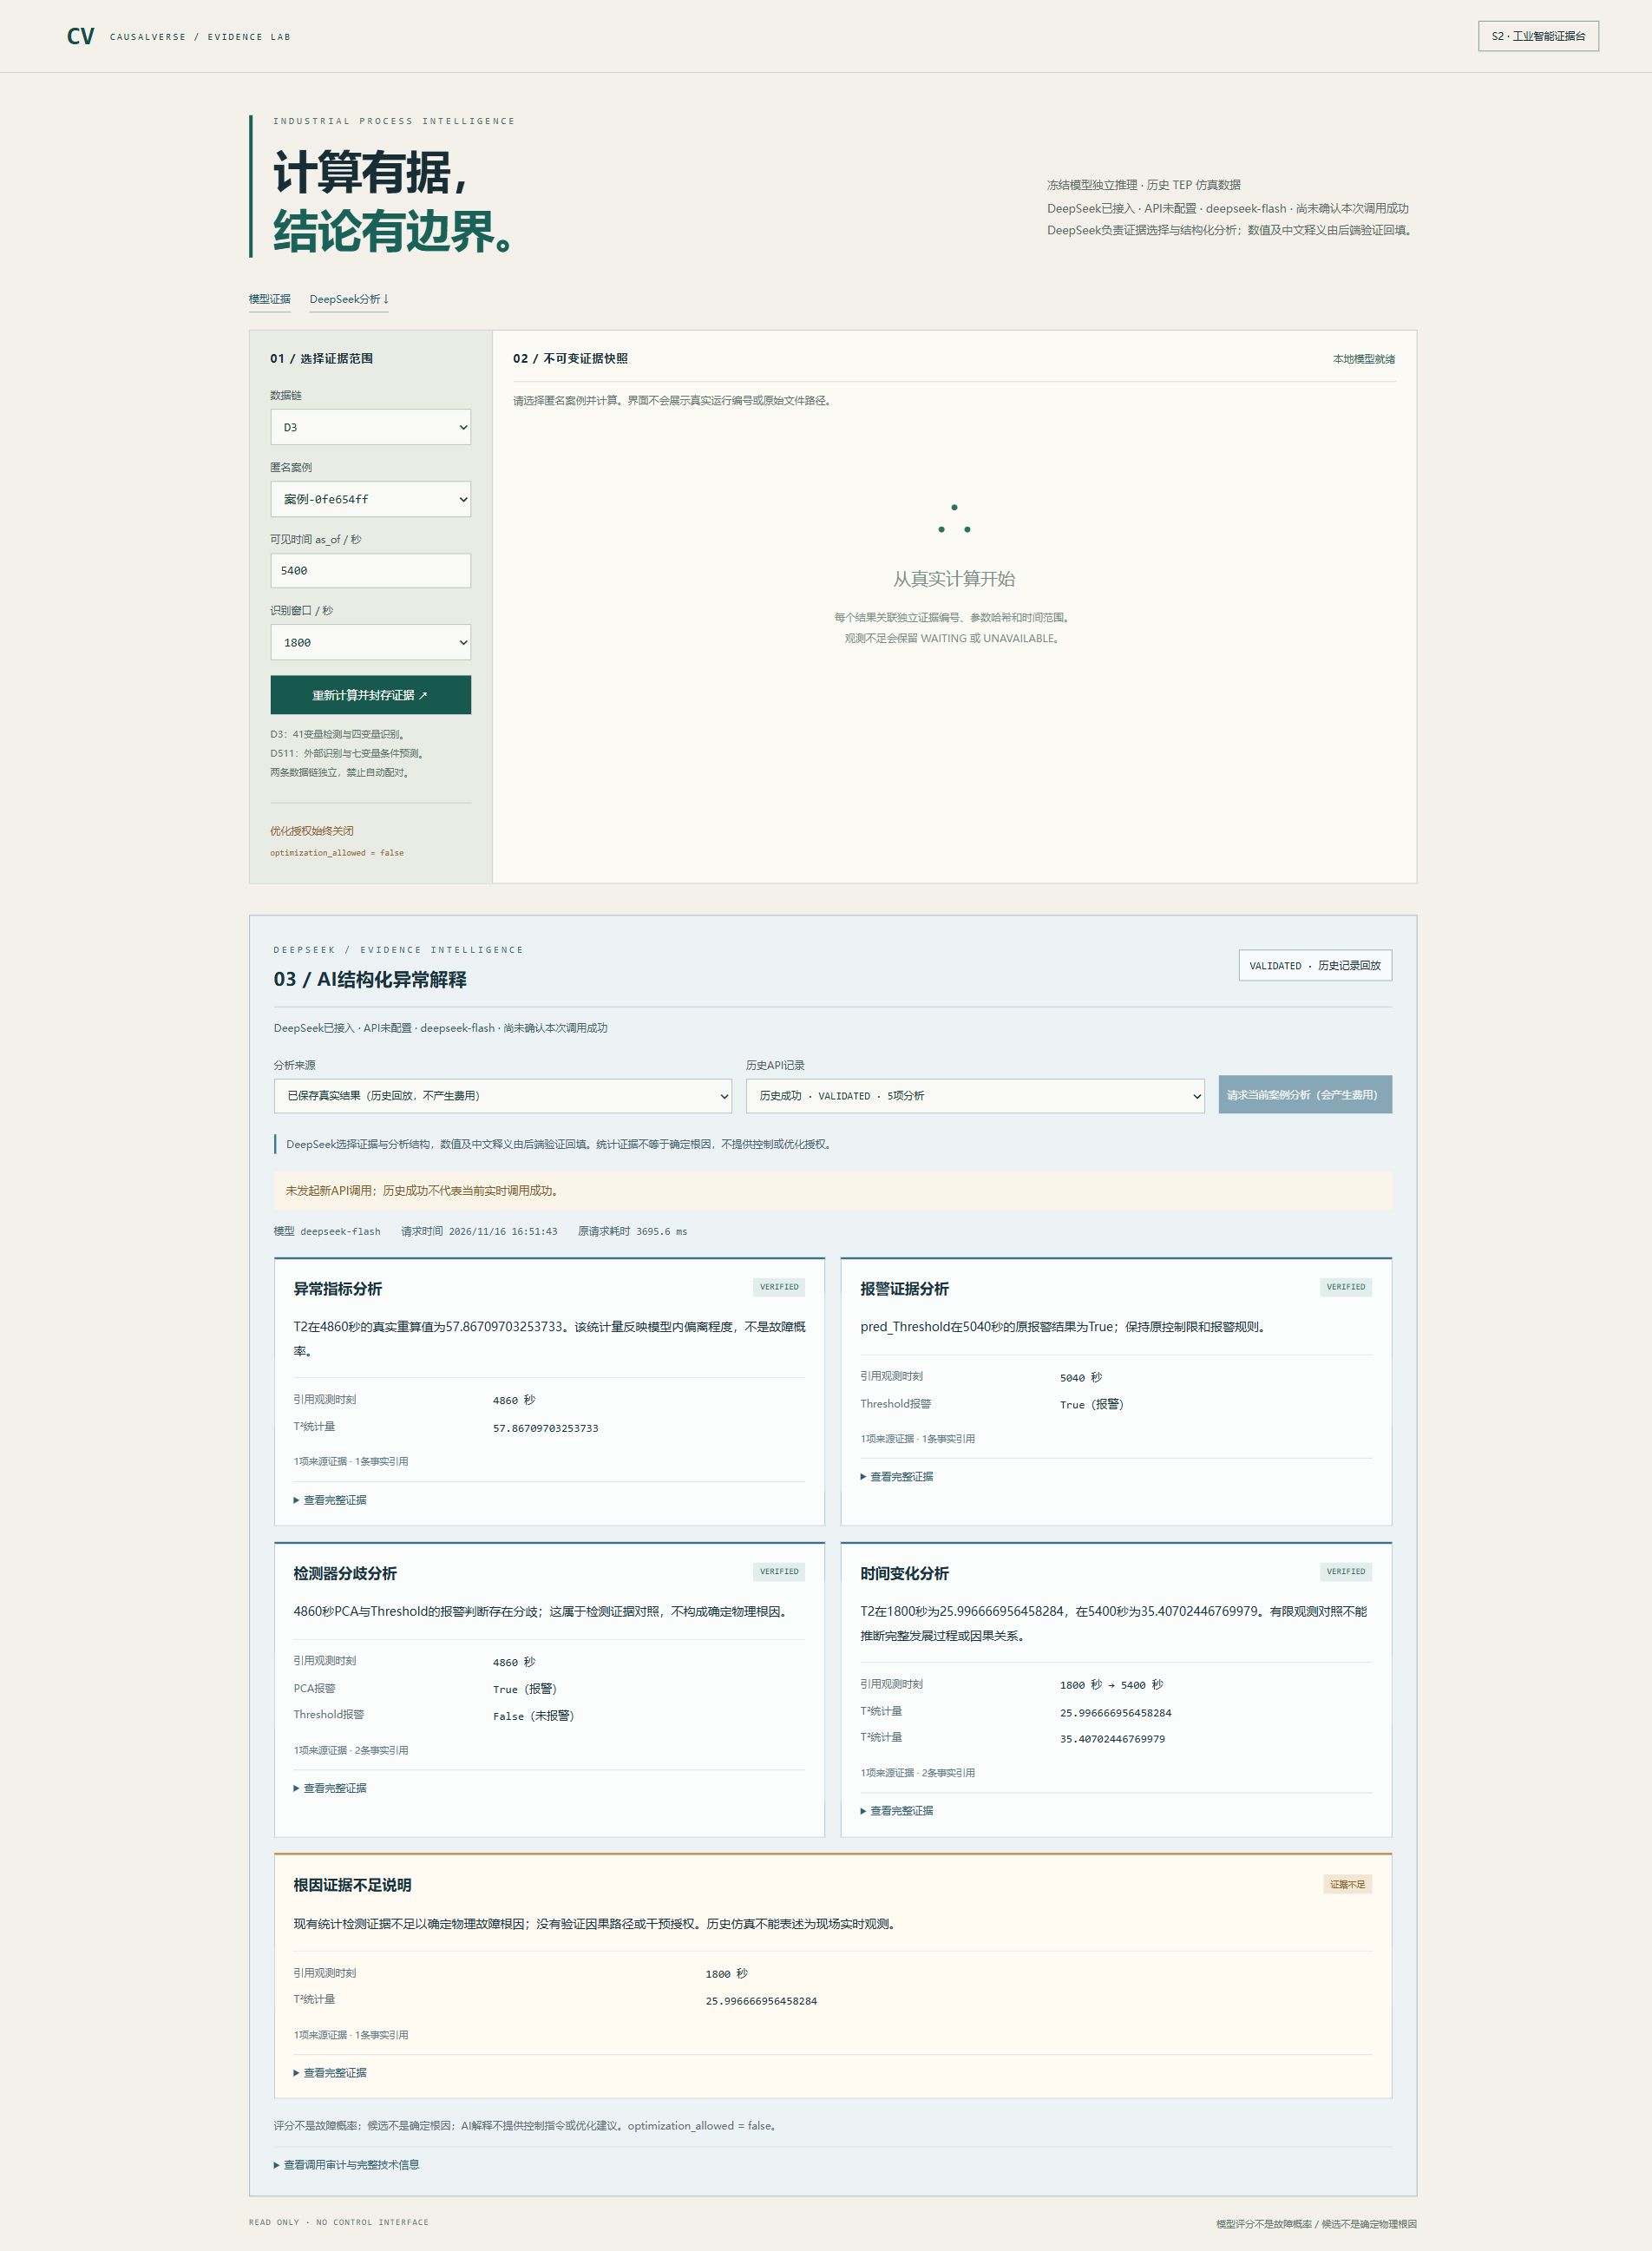 CV CAUSALVERSE / EVIDENCE LAB
S2 · 工业智能证据台
INDUSTRIAL PROCESS INTELLIGENCE
计算有据，
结论有边界。
冻结模型独立推理 · 历史 TEP 仿真数据
DeepSeek已接入 · API未配置 · deepseek-flash · 尚未确认本次调用成功
DeepSeek负责证据选择与结构化分析；数值及中文释义由后端验证回填。
模型证据
DeepSeek分析 ↓
01 / 选择证据范围
数据链
D3
匿名案例
案例-0fe654ff
可见时间 as_of / 秒
5400
识别窗口 / 秒
1800
重新计算并封存证据 ↗
D3：41变量检测与四变量识别。
D511：外部识别与七变量条件预测。
两条数据链独立，禁止自动配对。
优化授权始终关闭
optimization_allowed = false
02 / 不可变证据快照
本地模型就绪
请选择匿名案例并计算。界面不会展示真实运行编号或原始文件路径。
从真实计算开始
每个结果关联独立证据编号、参数哈希和时间范围。
观测不足会保留 WAITING 或 UNAVAILABLE。
DEEPSEEK / EVIDENCE INTELLIGENCE
03 / AI结构化异常解释
VALIDATED · 历史记录回放
DeepSeek已接入 · API未配置 · deepseek-flash · 尚未确认本次调用成功
分析来源
已保存真实结果（历史回放，不产生费用）
历史API记录
历史成功 · VALIDATED · 5项分析
请求当前案例分析（会产生费用）
DeepSeek选择证据与分析结构，数值及中文释义由后端验证回填。统计证据不等于确定根因，不提供控制或优化授权。
未发起新API调用；历史成功不代表当前实时调用成功。
模型 deepseek-flash 请求时间 2026/11/16 16:51:43 原请求耗时 3695.6 ms
异常指标分析
VERIFIED
T2在4860秒的真实重算值为57.86709703253733。该统计量反映模型内偏离程度，不是故障概
率。
引用观测时刻 4860 秒
T²统计量 57.86709703253733
1项来源证据 · 1条事实引用
▶ 查看完整证据
报警证据分析
VERIFIED
pred_Threshold在5040秒的原报警结果为True；保持原控制限和报警规则。
引用观测时刻 5040 秒
Threshold报警 True（报警）
1项来源证据 · 1条事实引用
▶ 查看完整证据
检测器分歧分析
VERIFIED
4860秒PCA与Threshold的报警判断存在分歧；这属于检测证据对照，不构成确定物理根因。
引用观测时刻 4860 秒
PCA报警 True（报警）
Threshold报警 False（未报警）
1项来源证据 · 2条事实引用
▶ 查看完整证据
时间变化分析
VERIFIED
T2在1800秒为25.996666956458284，在5400秒为35.40702446769979。有限观测对照不能
推断完整发展过程或因果关系。
引用观测时刻 1800 秒 → 5400 秒
T²统计量 25.996666956458284
T²统计量 35.40702446769979
1项来源证据 · 2条事实引用
▶ 查看完整证据
根因证据不足说明
证据不足
现有统计检测证据不足以确定物理故障根因；没有验证因果路径或干预授权。历史仿真不能表述为现场实时观测。
引用观测时刻 1800 秒
T²统计量 25.996666956458284
1项来源证据 · 1条事实引用
▶ 查看完整证据
评分不是故障概率；候选不是确定根因；AI解释不提供控制指令或优化建议。optimization_allowed = false。
▶ 查看调用审计与完整技术信息
READ ONLY · NO CONTROL INTERFACE
模型评分不是故障概率 / 候选不是确定物理根因